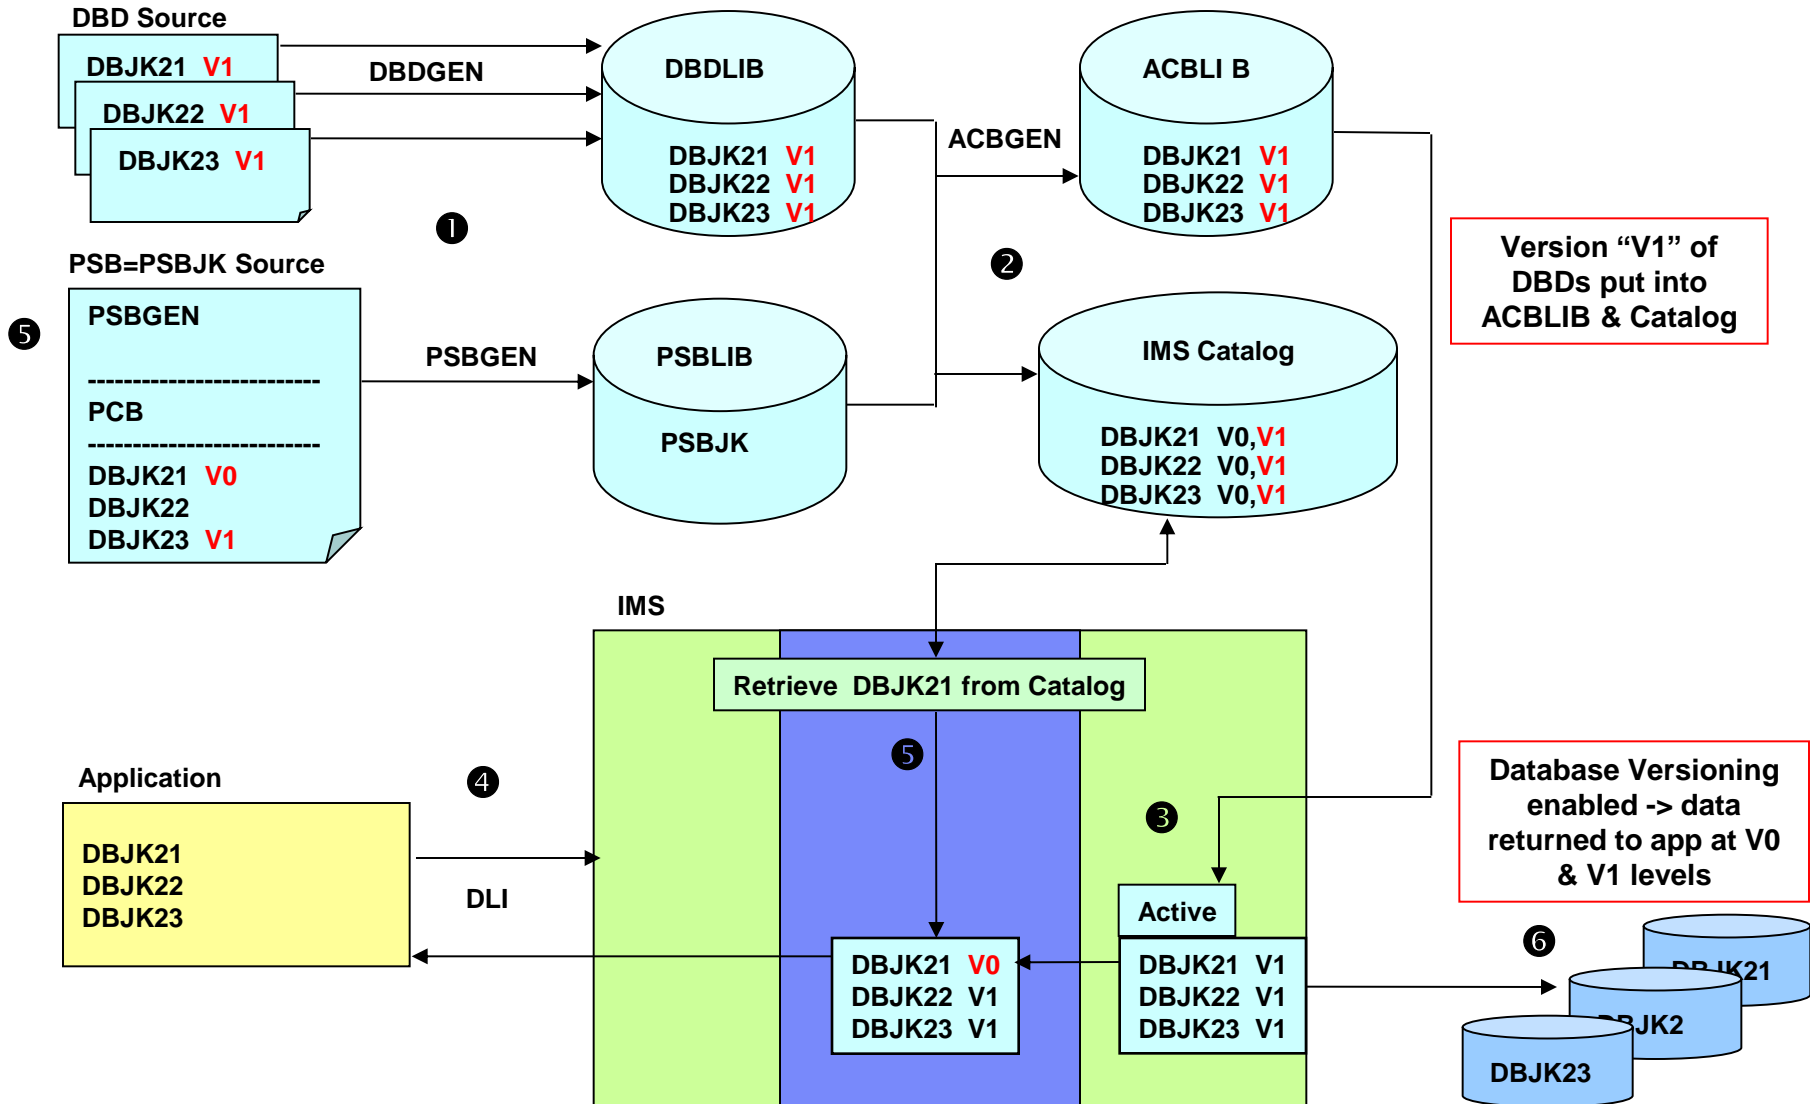 DBD Source
DBJK21 V1
DBJK22 V1
DBJK23 V1
DBDGEN
DBDLIB
DBJK21 V1
DBJK22 V1
DBJK23 V1
ACBGEN
ACBLI B
DBJK21 V1
DBJK22 V1
DBJK23 V1
❶
❷
Version “V1” of
DBDs put into
ACBLIB & Catalog
PSB=PSBJK Source
❺
PSBGEN
--------------------------
PCB
--------------------------
DBJK21 V0
DBJK22
DBJK23 V1
PSBGEN
PSBLIB
PSBJK
IMS Catalog
DBJK21 V0,V1
DBJK22 V0,V1
DBJK23 V0,V1
IMS
Retrieve DBJK21 from Catalog
❺
❸
Application
❹
DBJK21
DBJK22
DBJK23
DLI
Active
DBJK21 V0
DBJK22 V1
DBJK23 V1
DBJK21 V1
DBJK22 V1
DBJK23 V1
Database Versioning
enabled -> data
returned to app at V0
& V1 levels
❻
DBJK21
DBJK2
DBJK23